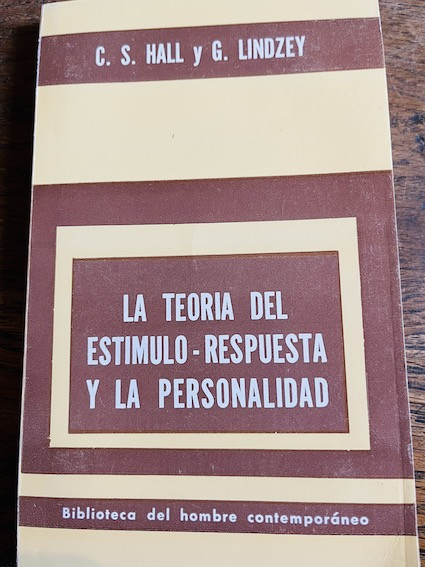 C. S. HALL y G. LINDZEY
LA TEORIA DEL
ESTIMULO - RESPUESTA
Y LA PERSONALIDAD
Biblioteca del hombre contemporáneo